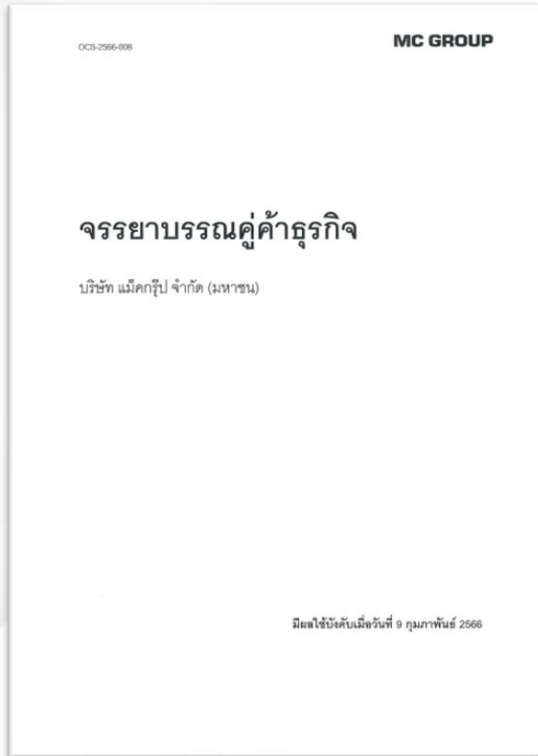 OCS-2566-008
MC GROUP
จรรยาบรรณคู่ค้าธุรกิจ
บริษัท แม็คกรุ๊ป จำกัด (มหาชน)
มีผลใช้บังคับเมื่อวันที่ 9 กุมภาพันธ์ 2566